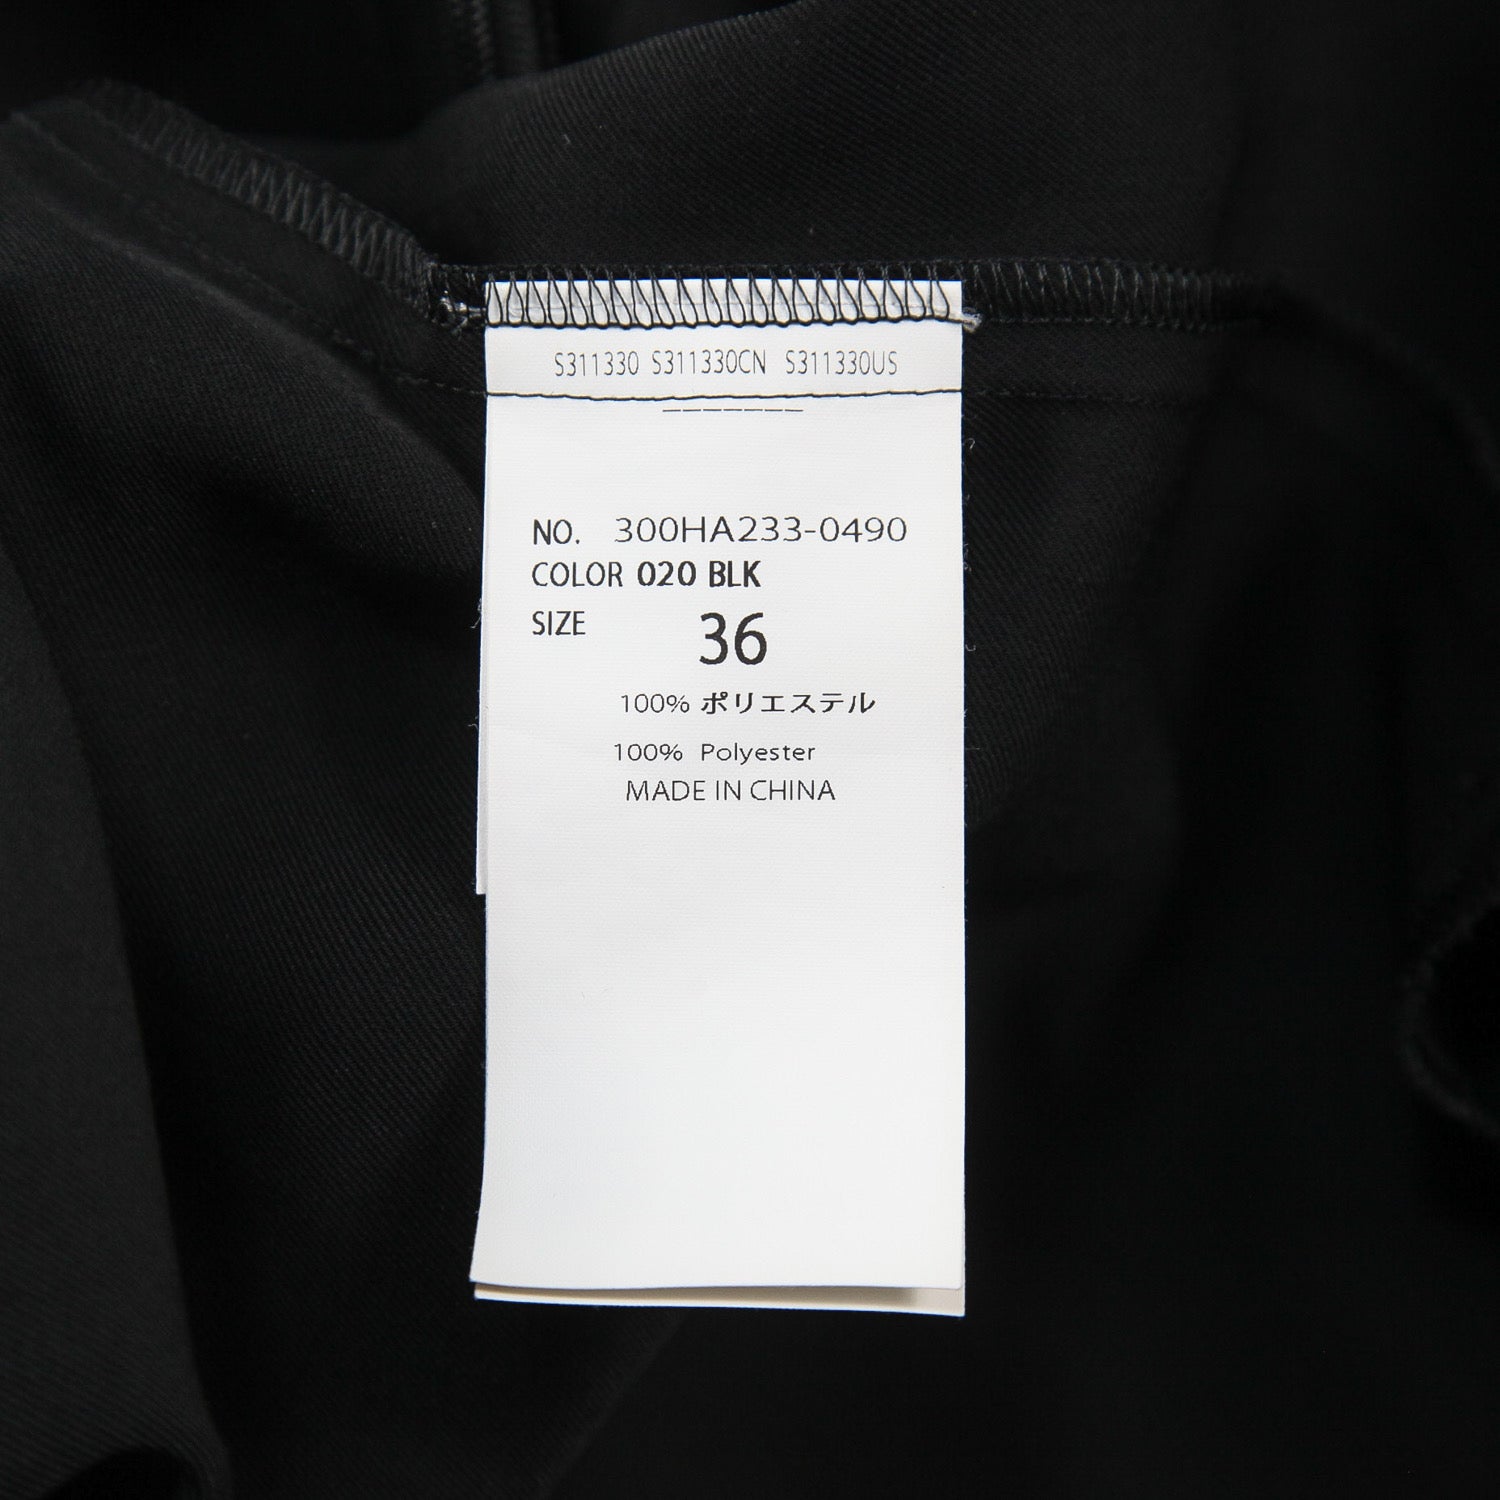 S311330 S311330CN S311330US
-------
NO. 300HA233-0490
COLOR 020 BLK
SIZE 36
100% ポリエステル
100% Polyester
MADE IN CHINA